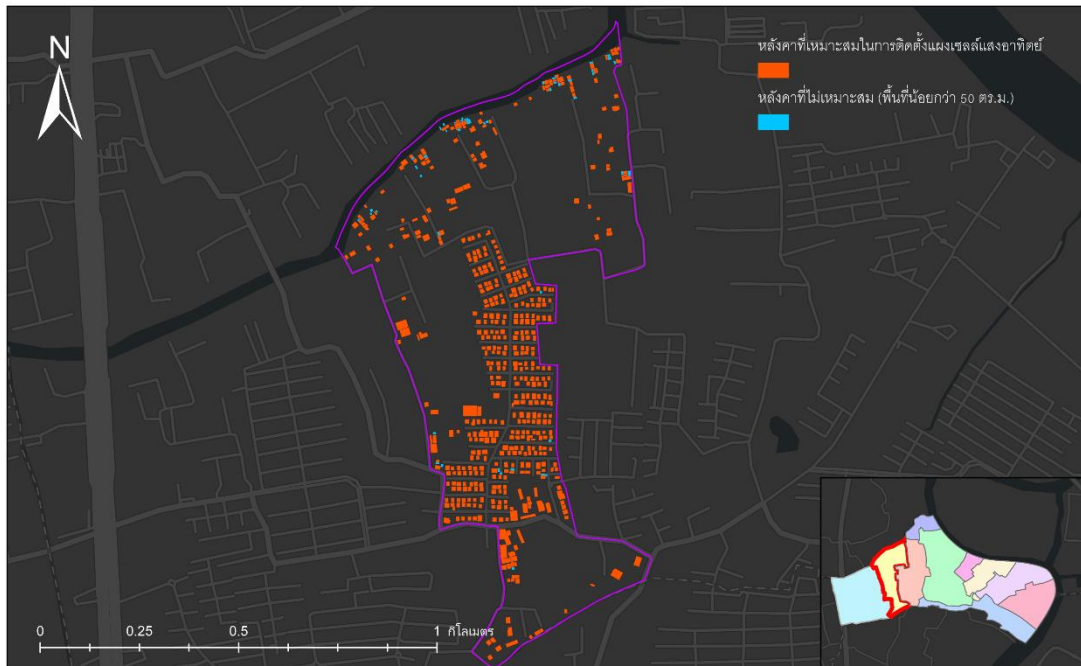 N
หลังคาที่เหมาะสมในการติดตั้งแผงเซลล์แสงอาทิตย์
หลังคาที่ไม่เหมาะสม (พื้นที่น้อยกว่า 50 ตร.ม.)
0 0.25 0.5 1 กิโลเมตร